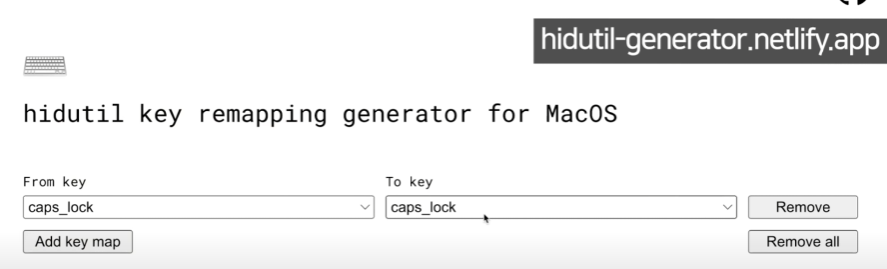 hidutil-generator.netlify.app
hidutil key remapping generator for MacOS
From key To key
caps_lock caps_lock Remove
Add key map Remove all